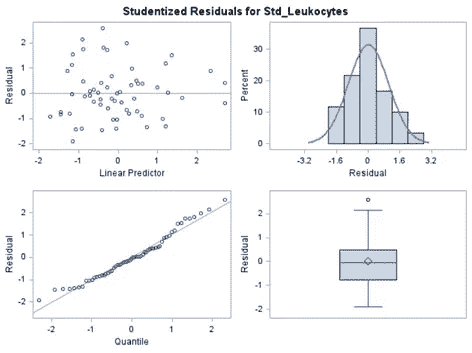 Studentized Residuals for Std_Leukocytes
Residual
2
1
0
-1
-2
-2 -1 0 1 2
Linear Predictor
Percent
30
20
10
0
-3.2 -1.6 0 1.6 3.2
Residual
Residual
2
1
0
-1
-2
-2 -1 0 1 2
Quantile
Residual
2
1
0
-1
-2